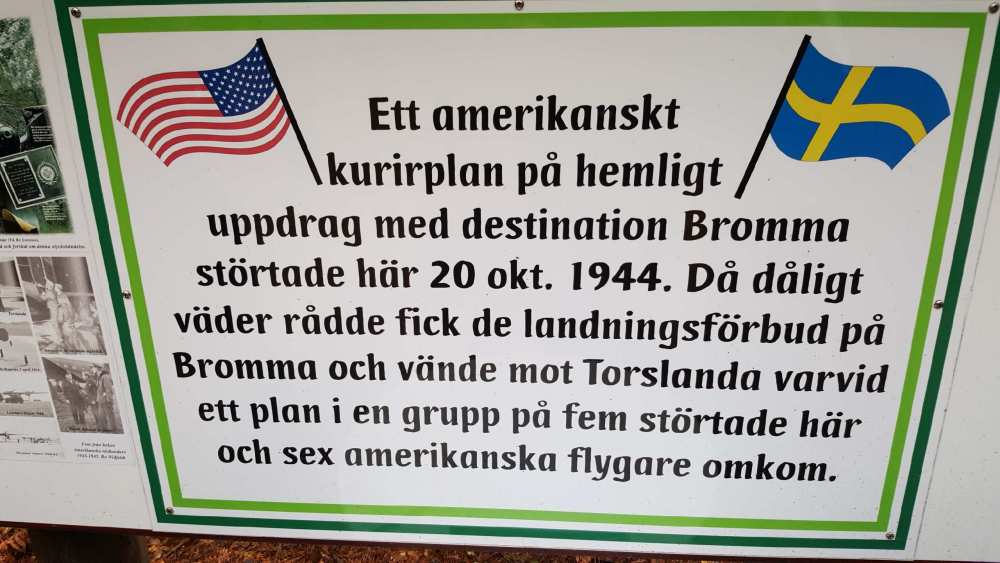 Ett amerikanskt
kurirplan på hemligt
uppdrag med destination Bromma
störtade här 20 okt. 1944. Då dåligt
väder rådde fick de landningsförbud på
Bromma och vände mot Torslanda varvid
ett plan i en grupp på fem störtade här
och sex amerikanska flygare omkom.